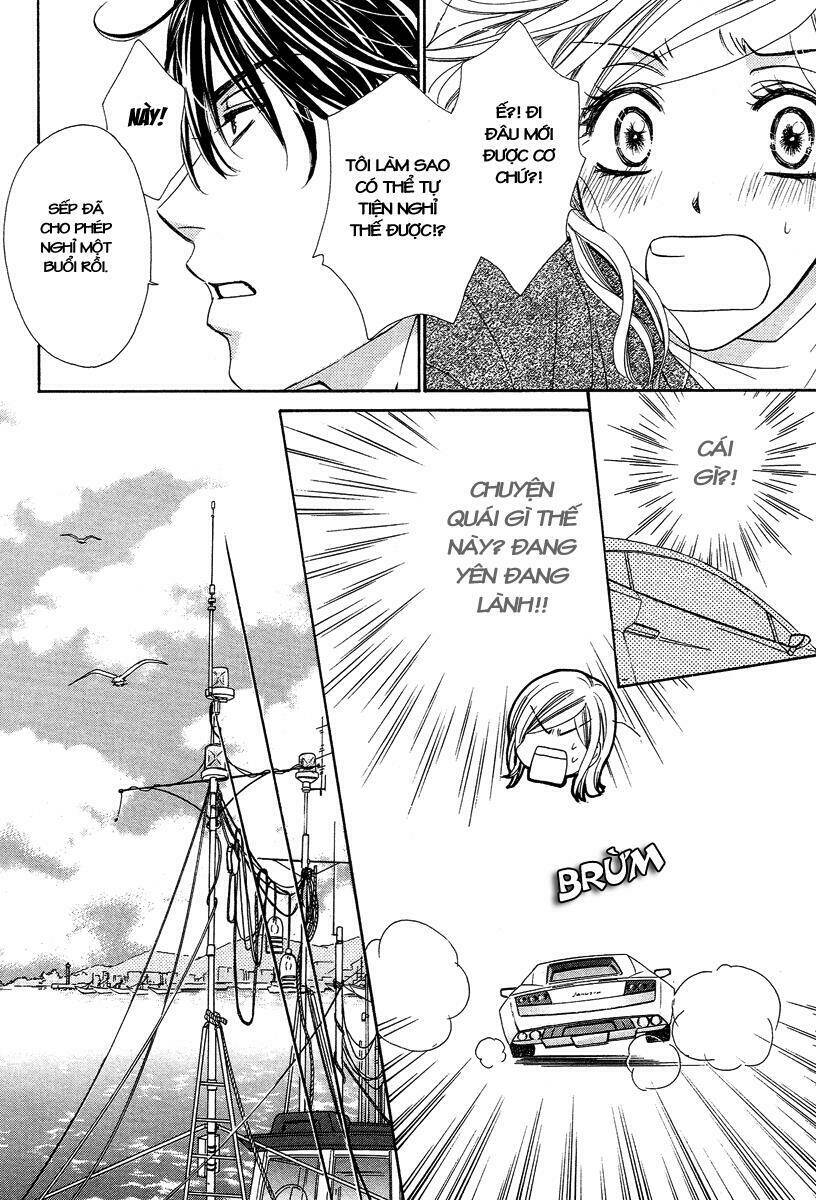 Ế?! ĐI
ĐÂU MỚI
ĐƯỢC CƠ
CHỨ?!
TÔI LÀM SAO
CÓ THỂ TỰ
TIỆN NGHỈ
THẾ ĐƯỢC!?
NÀY!
SẾP ĐÃ
CHO PHÉP
NGHỈ MỘT
BUỔI RỒI.
CÁI
GÌ?!
CHUYỆN
QUÁI GÌ THẾ
NÀY? ĐANG
YÊN ĐANG
LÀNH!!
BRỪM